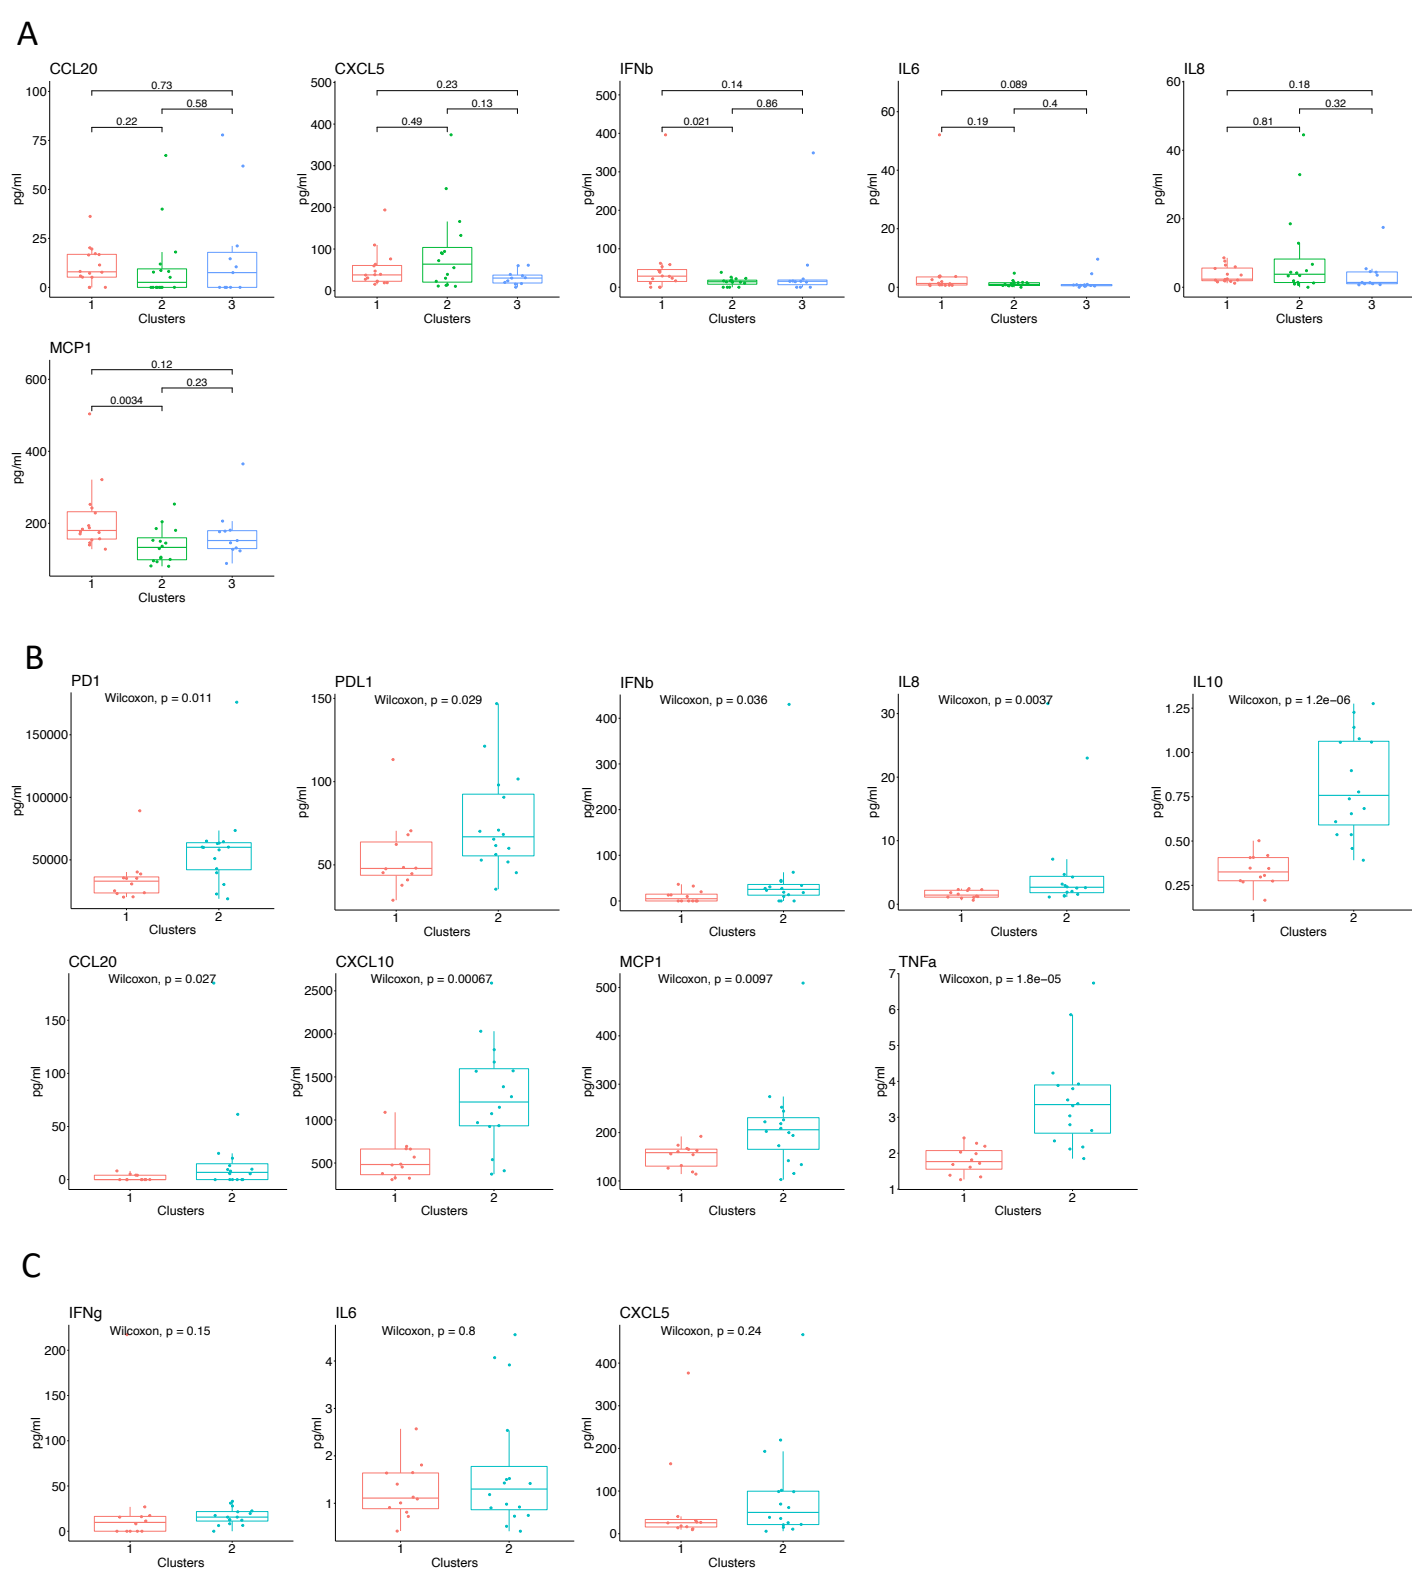 A
CCL20
CXCL5
IFNb
IL6
IL8
100
75
50
25
0
pg/ml
0.73
0.58
0.22
1 2 3
Clusters
500
400
300
200
100
0
pg/ml
0.23
0.13
0.49
1 2 3
Clusters
500
400
300
200
100
0
pg/ml
0.14
0.86
0.021
1 2 3
Clusters
60
40
20
0
pg/ml
0.089
0.4
0.19
1 2 3
Clusters
60
40
20
0
pg/ml
0.18
0.32
0.81
1 2 3
Clusters
MCP1
600
400
200
pg/ml
0.12
0.23
0.0034
1 2 3
Clusters
B
PD1
Wilcoxon, p = 0.011
150000
100000
50000
pg/ml
1 2
Clusters
PDL1
Wilcoxon, p = 0.029
150
100
50
pg/ml
1 2
Clusters
IFNb
Wilcoxon, p = 0.036
400
300
200
100
0
pg/ml
1 2
Clusters
IL8
Wilcoxon, p = 0.0037
30
20
10
0
pg/ml
1 2
Clusters
IL10
Wilcoxon, p = 1.2e-06
1.25
1.00
0.75
0.50
0.25
pg/ml
1 2
Clusters
CCL20
Wilcoxon, p = 0.027
150
100
50
0
pg/ml
1 2
Clusters
CXCL10
Wilcoxon, p = 0.00067
2500
2000
1500
1000
500
pg/ml
1 2
Clusters
MCP1
Wilcoxon, p = 0.0097
500
400
300
200
100
pg/ml
1 2
Clusters
TNFa
Wilcoxon, p = 1.8e-05
7
6
5
4
3
2
1
pg/ml
1 2
Clusters
C
IFNg
Wilcoxon, p = 0.15
200
150
100
50
0
pg/ml
1 2
Clusters
IL6
Wilcoxon, p = 0.8
4
3
2
1
pg/ml
1 2
Clusters
CXCL5
Wilcoxon, p = 0.24
400
300
200
100
0
pg/ml
1 2
Clusters